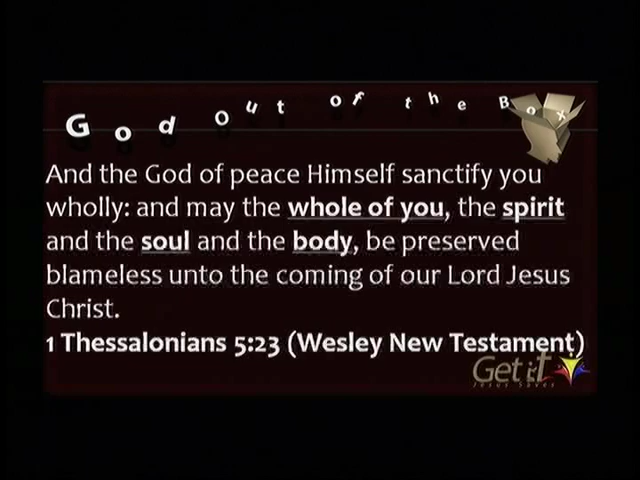 God Out of the Box
And the God of peace Himself sanctify you
wholly: and may the whole of you, the spirit
and the soul and the body, be preserved
blameless unto the coming of our Lord Jesus
Christ.
1 Thessalonians 5:23 (Wesley New Testament)
Get it
Jesus Saves